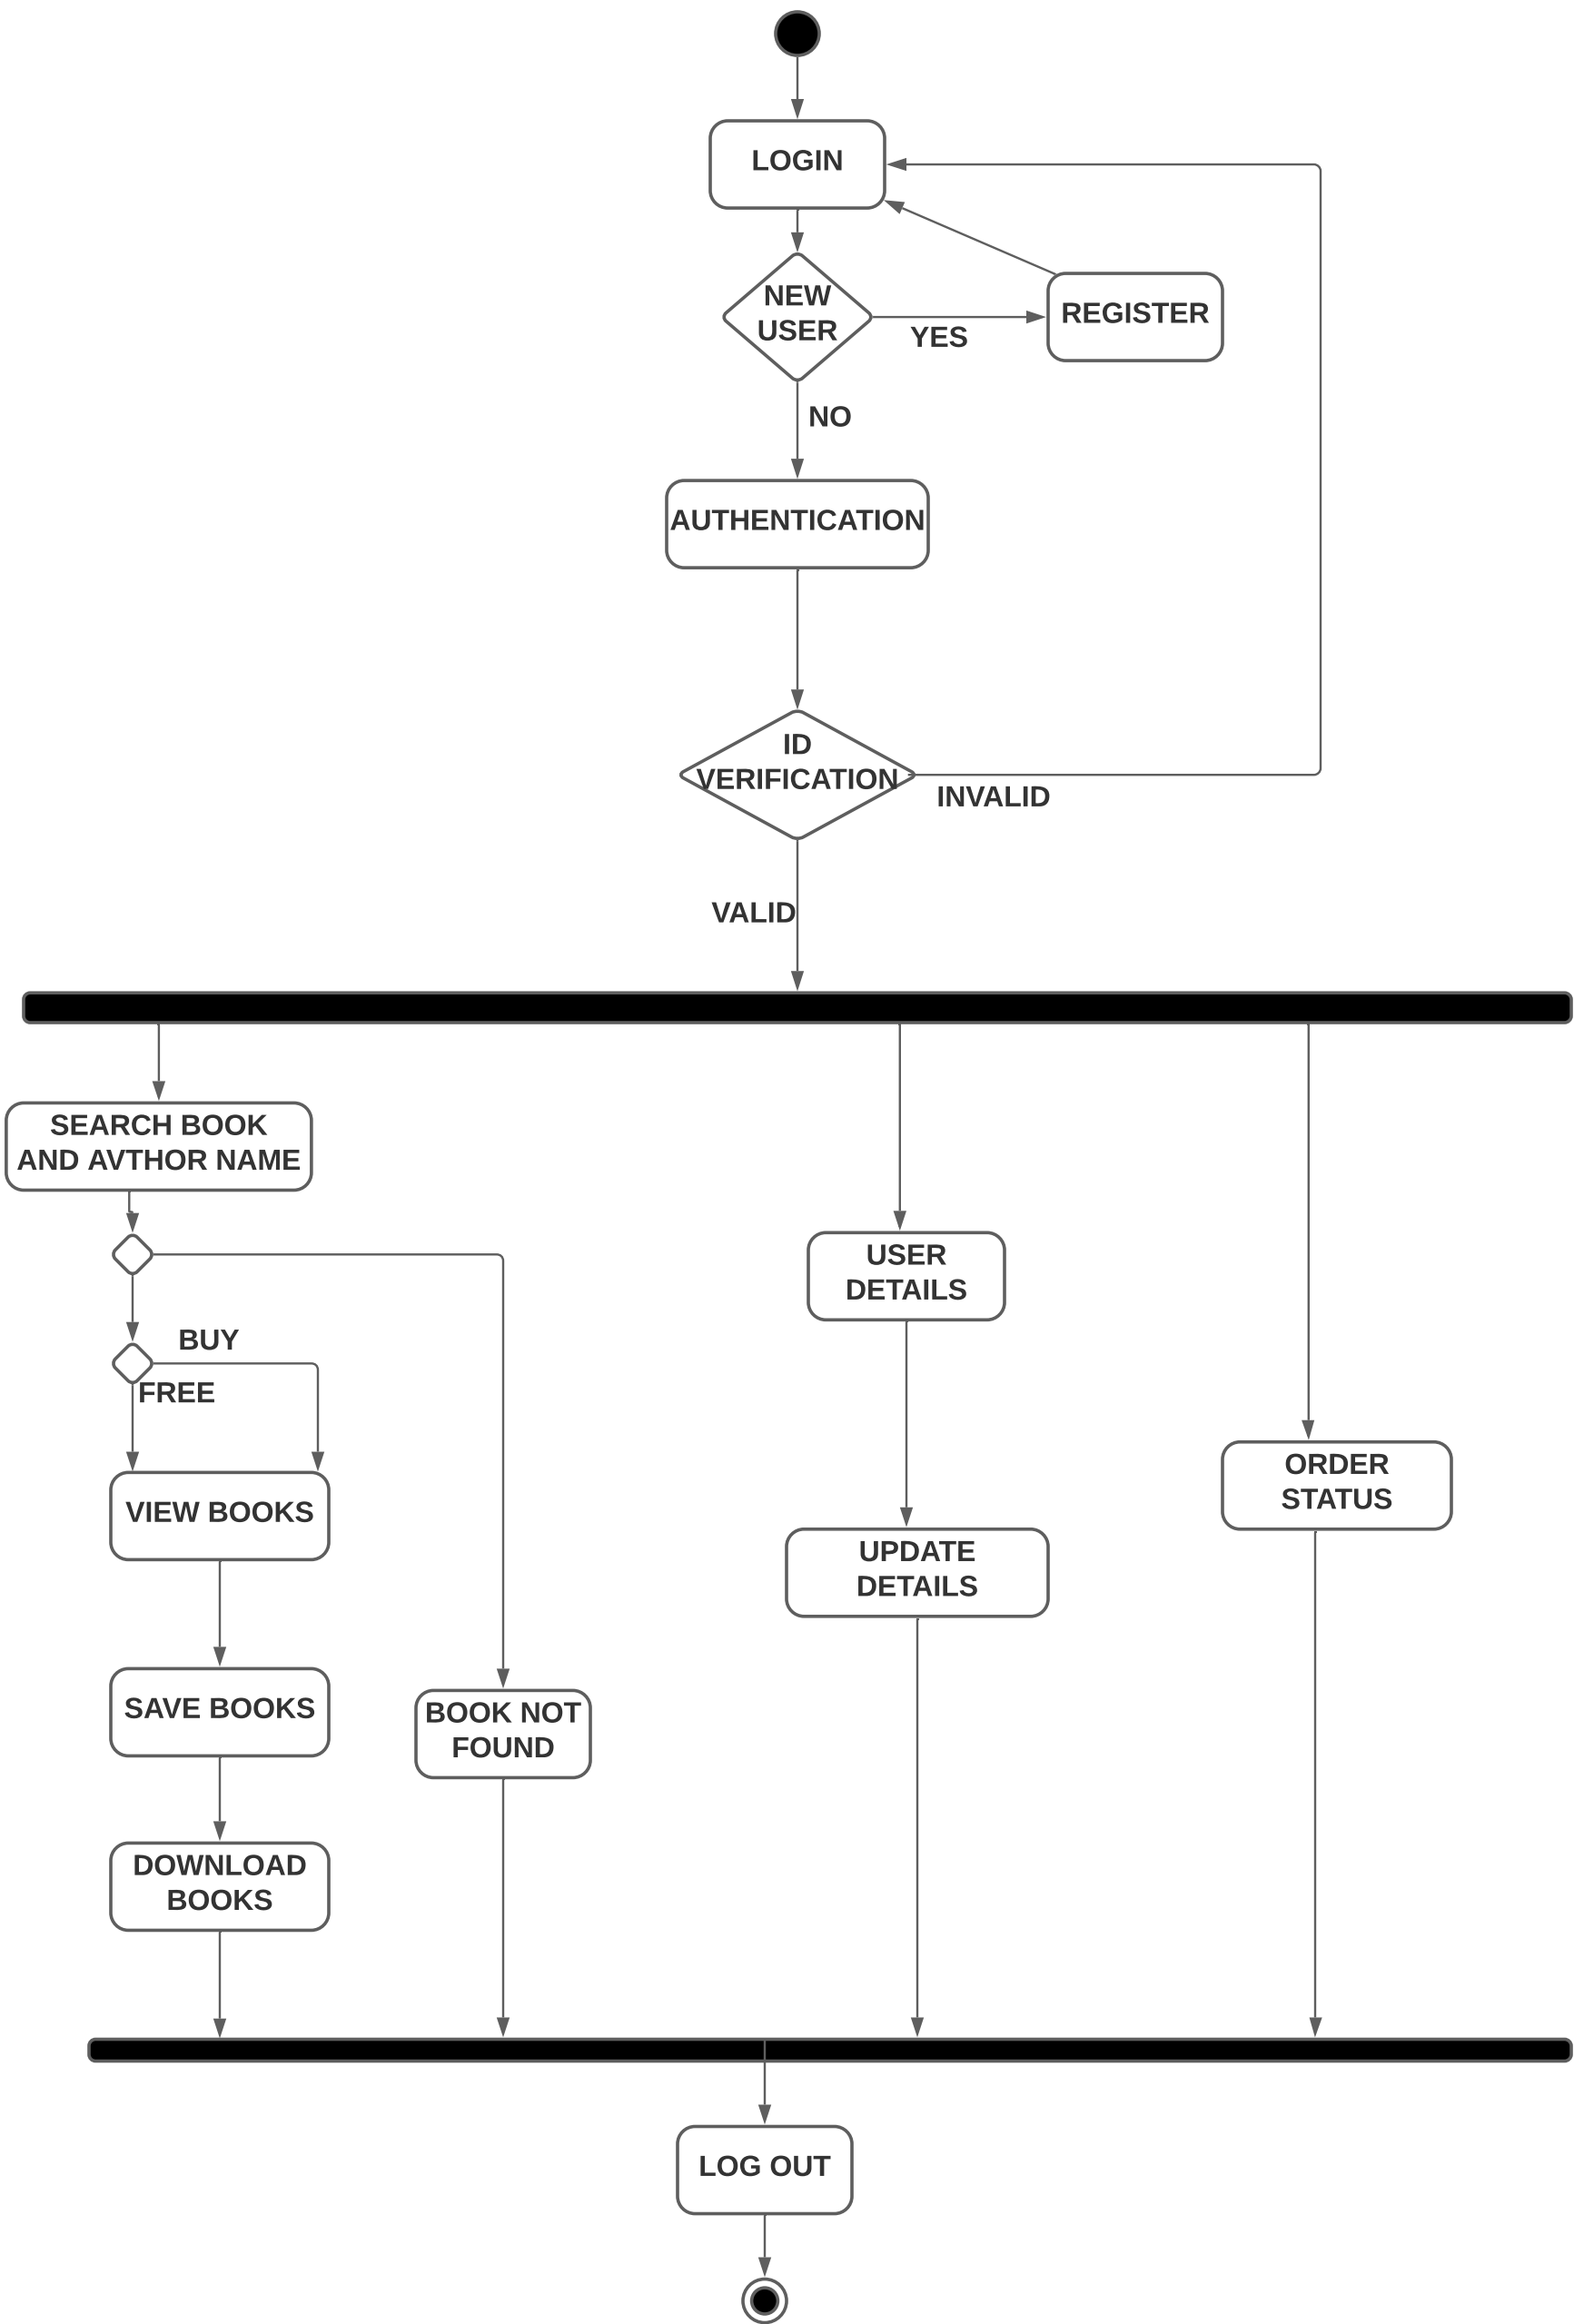 LOGIN
NEW
USER
YES
REGISTER
NO
AUTHENTICATION
ID
VERIFICATION
INVALID
VALID
SEARCH BOOK
AND AVTHOR NAME
USER
DETAILS
BUY
FREE
ORDER
STATUS
VIEW BOOKS
UPDATE
DETAILS
SAVE BOOKS
BOOK NOT
FOUND
DOWNLOAD
BOOKS
LOG OUT